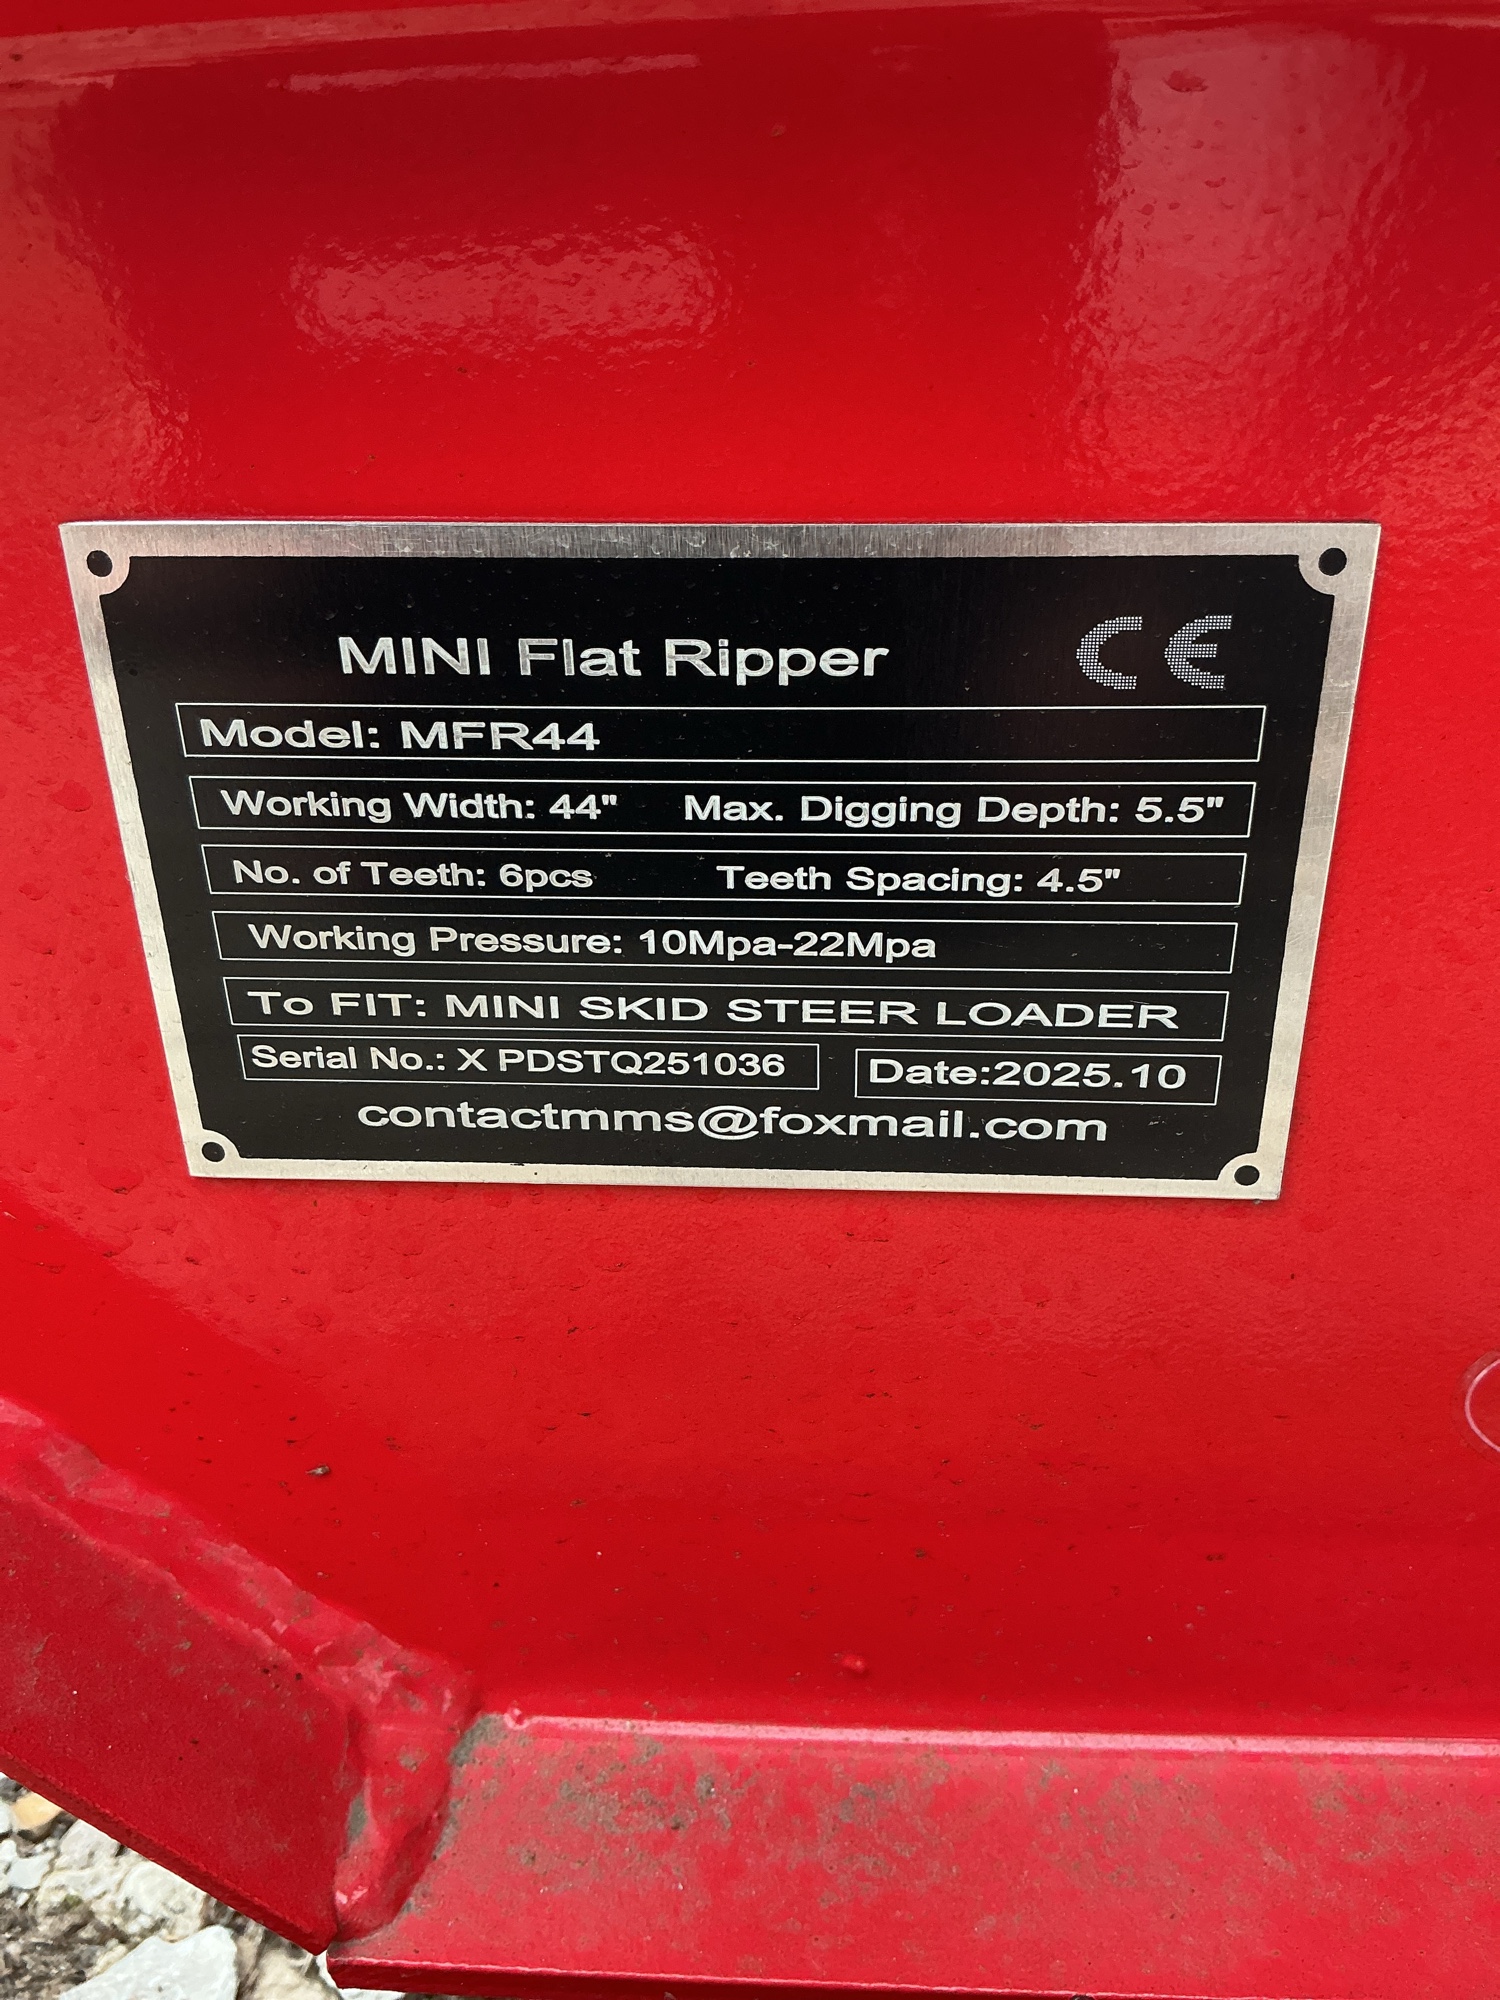 MINI Flat Ripper CE
Model: MFR44
Working Width: 44" Max. Digging Depth: 5.5"
No. of Teeth: 6pcs Teeth Spacing: 4.5"
Working Pressure: 10Mpa-22Mpa
To FIT: MINI SKID STEER LOADER
Serial No.: X PDSTQ251036 Date:2025.10
contactmms@foxmail.com